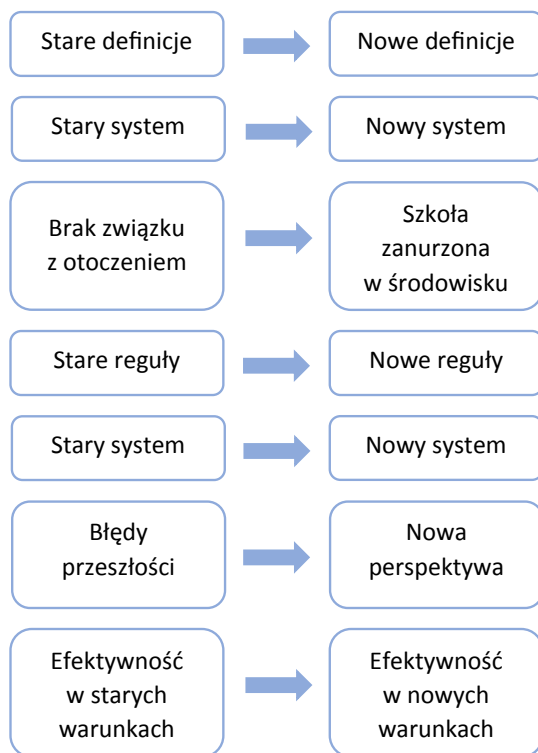 Stare definicje
Nowe definicje
Stary system
Nowy system
Brak związku
z otoczeniem
Szkoła
zanurzona
w środowisku
Stare reguły
Nowe reguły
Stary system
Nowy system
Błędy
przeszłości
Nowa
perspektywa
Efektywność
w starych
warunkach
Efektywność
w nowych
warunkach